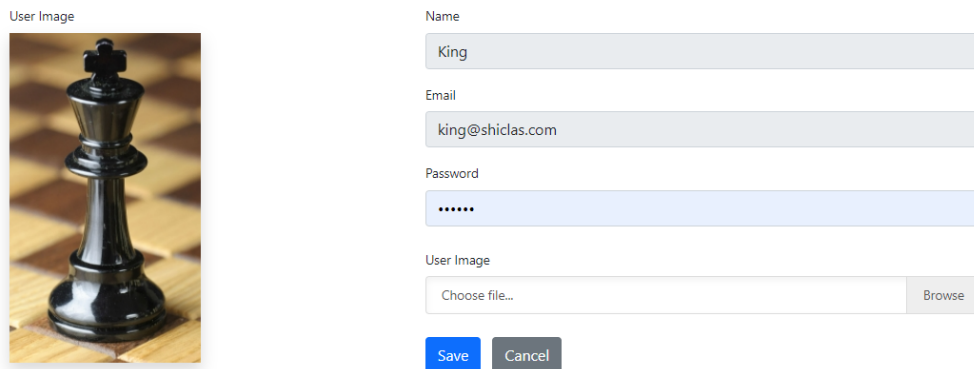 User Image
Name
King
Email
king@shiclas.com
Password
••••••
User Image
Choose file...
Browse
Save
Cancel